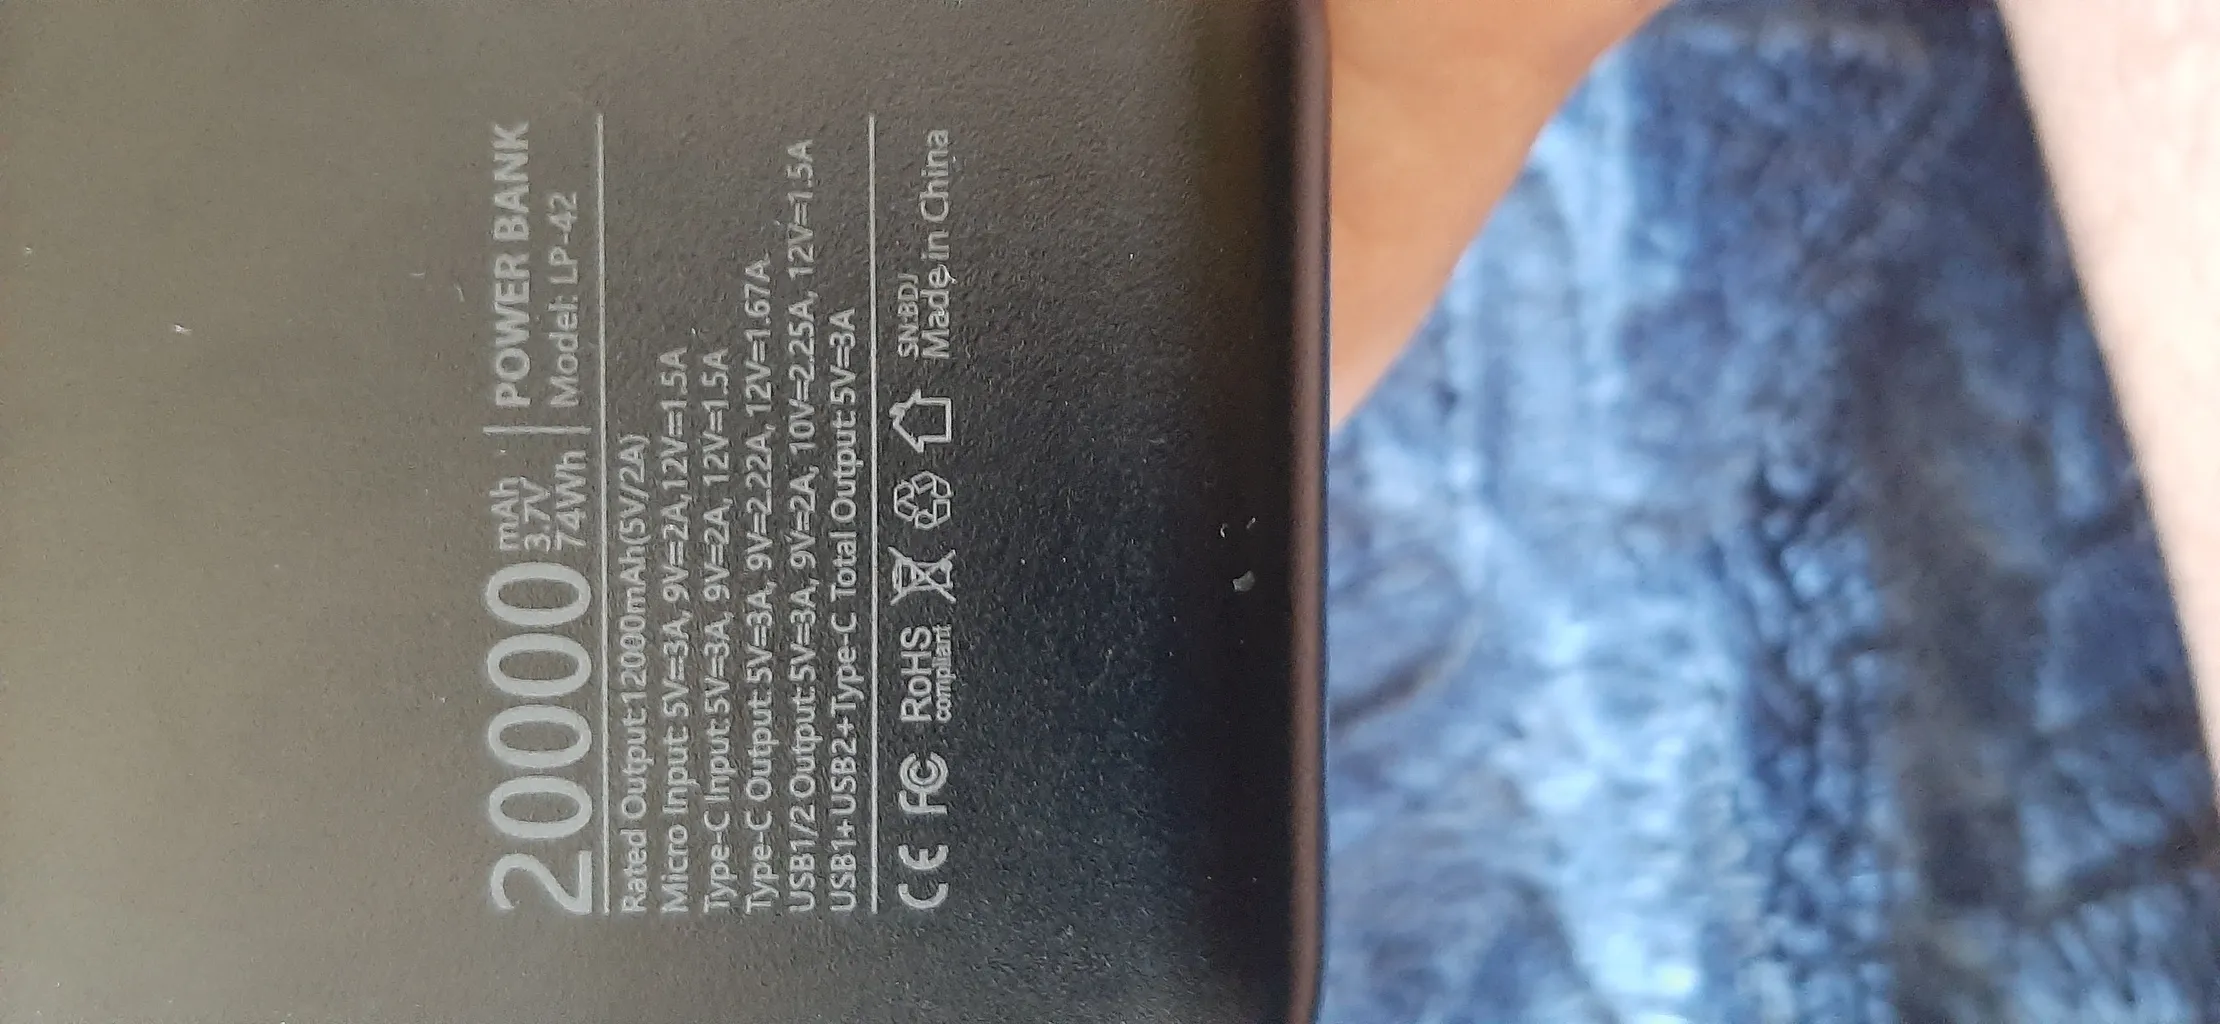 20000 mAh 3.7V 74Wh
POWER BANK
Model: LP-42
Rated Output:12000mAh(5V/2A)
Micro Input: 5V=3A, 9V=2A,12V=1.5A
Type-C Input:5V=3A, 9V=2A, 12V=1.5A
Type-C Output:5V=3A, 9V=2.22A, 12V=1.67A
USB1/2 Output:5V=3A, 9V=2A, 10V=2.25A, 12V=1.5A
USB1+USB2+Type-C Total Output:5V=3A
CE FC RoHS compliant
SN:BDJ
Made in China